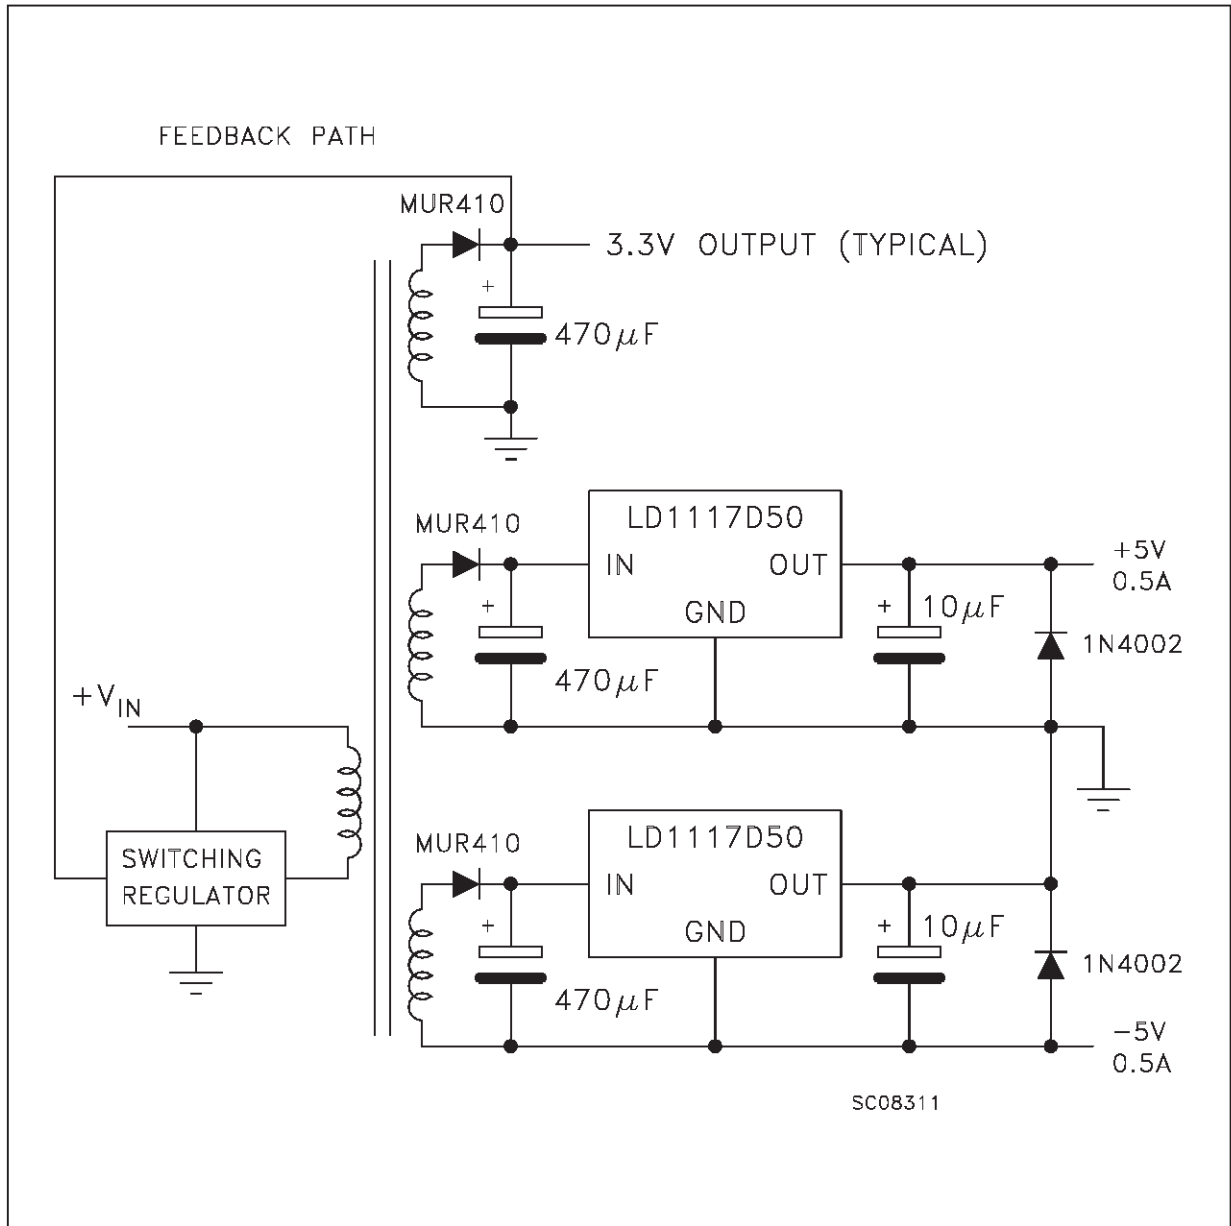 FEEDBACK PATH
MUR410
3.3V OUTPUT (TYPICAL)
+
470μF
MUR410
LD1117D50
IN
OUT
GND
+
470μF
+
10μF
+5V
0.5A
1N4002
+VIN
SWITCHING
REGULATOR
MUR410
LD1117D50
IN
OUT
GND
+
470μF
+
10μF
1N4002
-5V
0.5A
SC08311